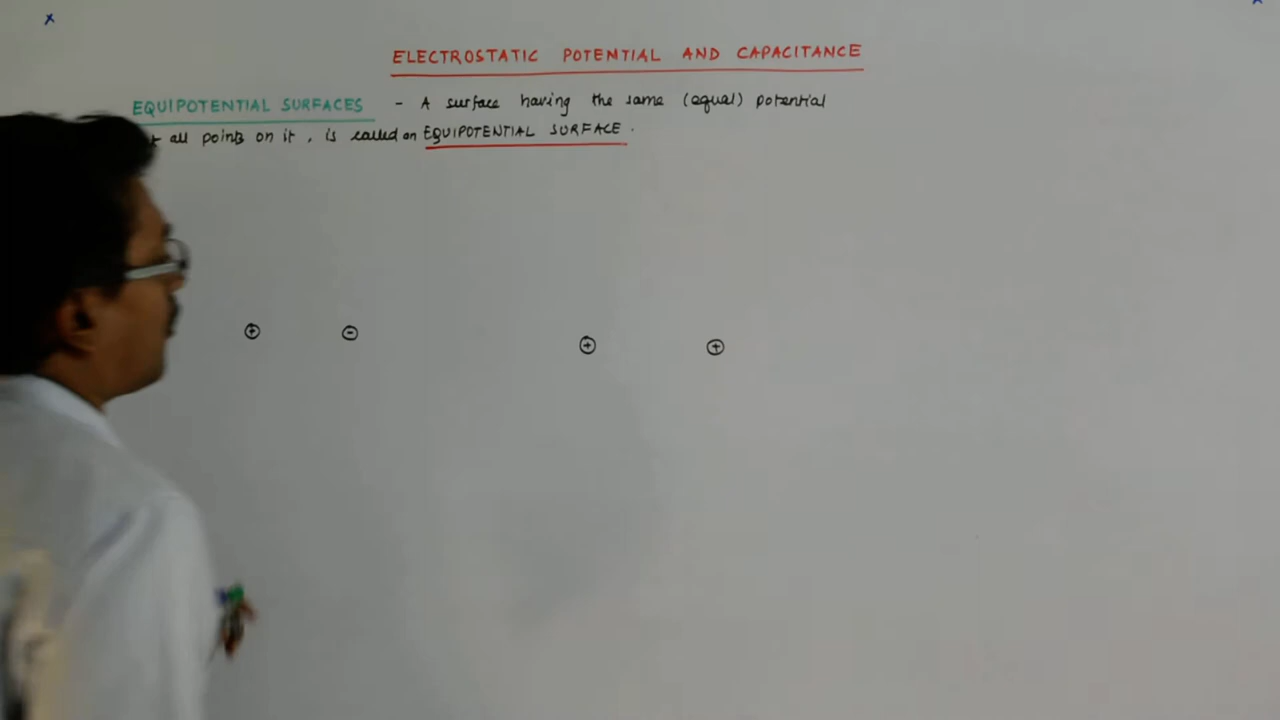 ELECTROSTATIC POTENTIAL AND CAPACITANCE
EQUIPOTENTIAL SURFACES - A surface having the same (equal) potential
all points on it, is called an EQUIPOTENTIAL SURFACE.
+ - + +